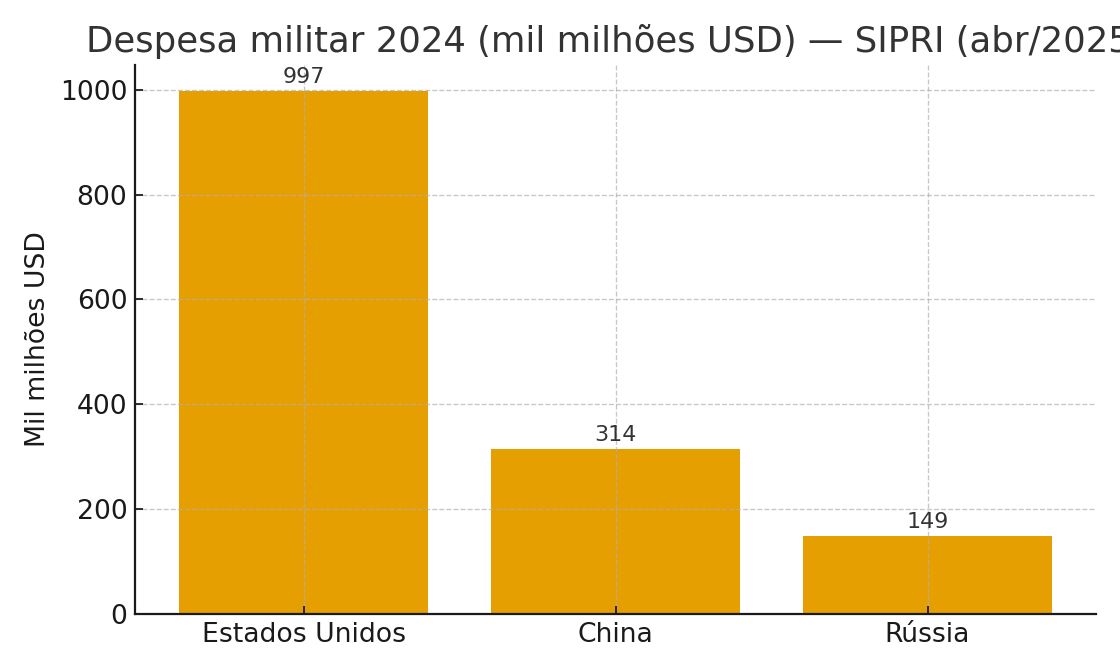 Despesa militar 2024 (mil milhões USD) — SIPRI (abr/2025
997
1000
800
600
400
200
0
Mil milhões USD
314
149
Estados Unidos
China
Rússia